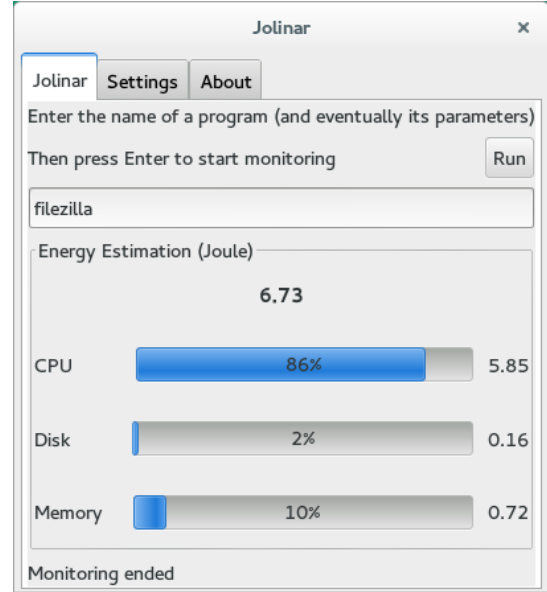 Jolinar ×
Jolinar Settings About
Enter the name of a program (and eventually its parameters)
Then press Enter to start monitoring Run
filezilla
Energy Estimation (Joule)
6.73
CPU 86% 5.85
Disk 2% 0.16
Memory 10% 0.72
Monitoring ended